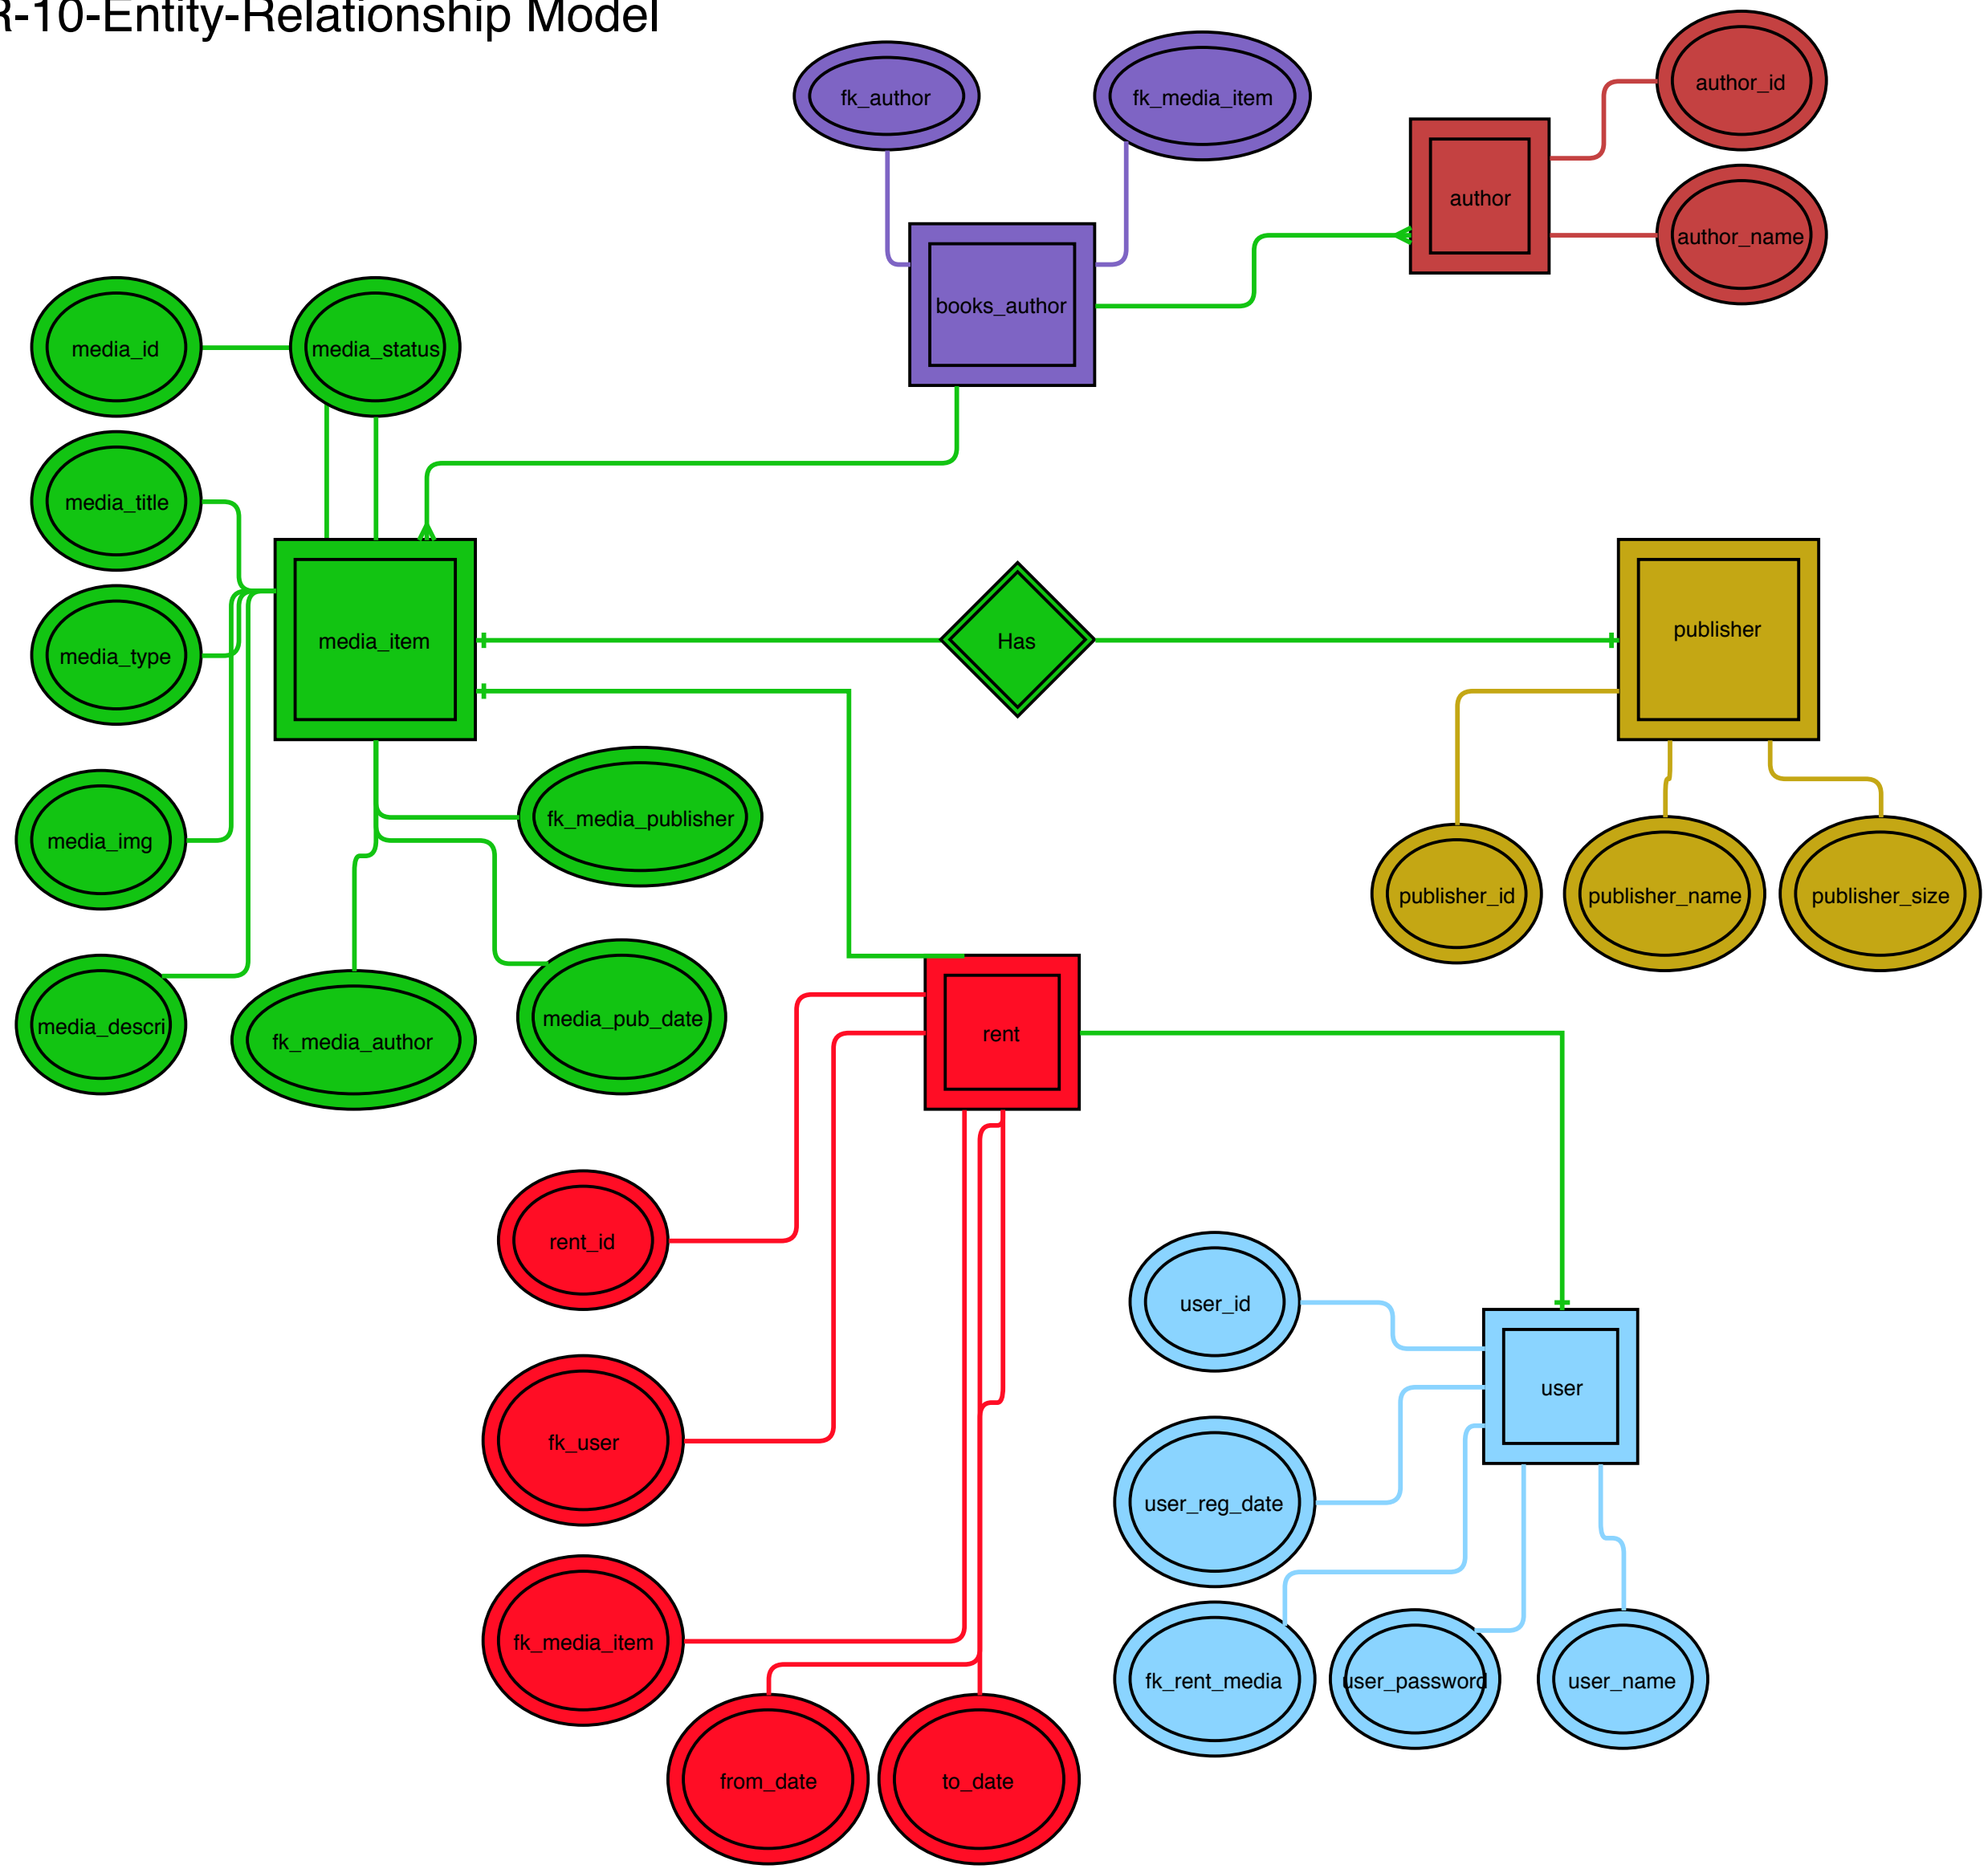 R-10-Entity-Relationship Model
fk_author
fk_media_item
author_id
author
author_name
books_author
media_id
media_status
media_title
media_type
media_item
Has
publisher
media_img
fk_media_publisher
publisher_id
publisher_name
publisher_size
media_descri
fk_media_author
media_pub_date
rent
rent_id
user_id
user
fk_user
user_reg_date
fk_media_item
fk_rent_media
user_password
user_name
from_date
to_date